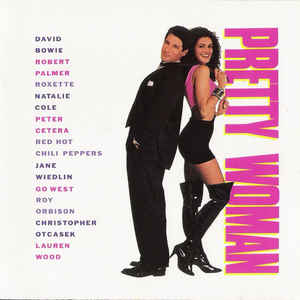 DAVID
BOWIE
ROBERT
PALMER
ROXETTE
NATALIE
COLE
PETER
CETERA
RED HOT
CHILI PEPPERS
JANE
WIEDLIN
GO WEST
ROY
ORBISON
CHRISTOPHER
OTCASEK
LAUREN
WOOD
PRETTY WOMAN